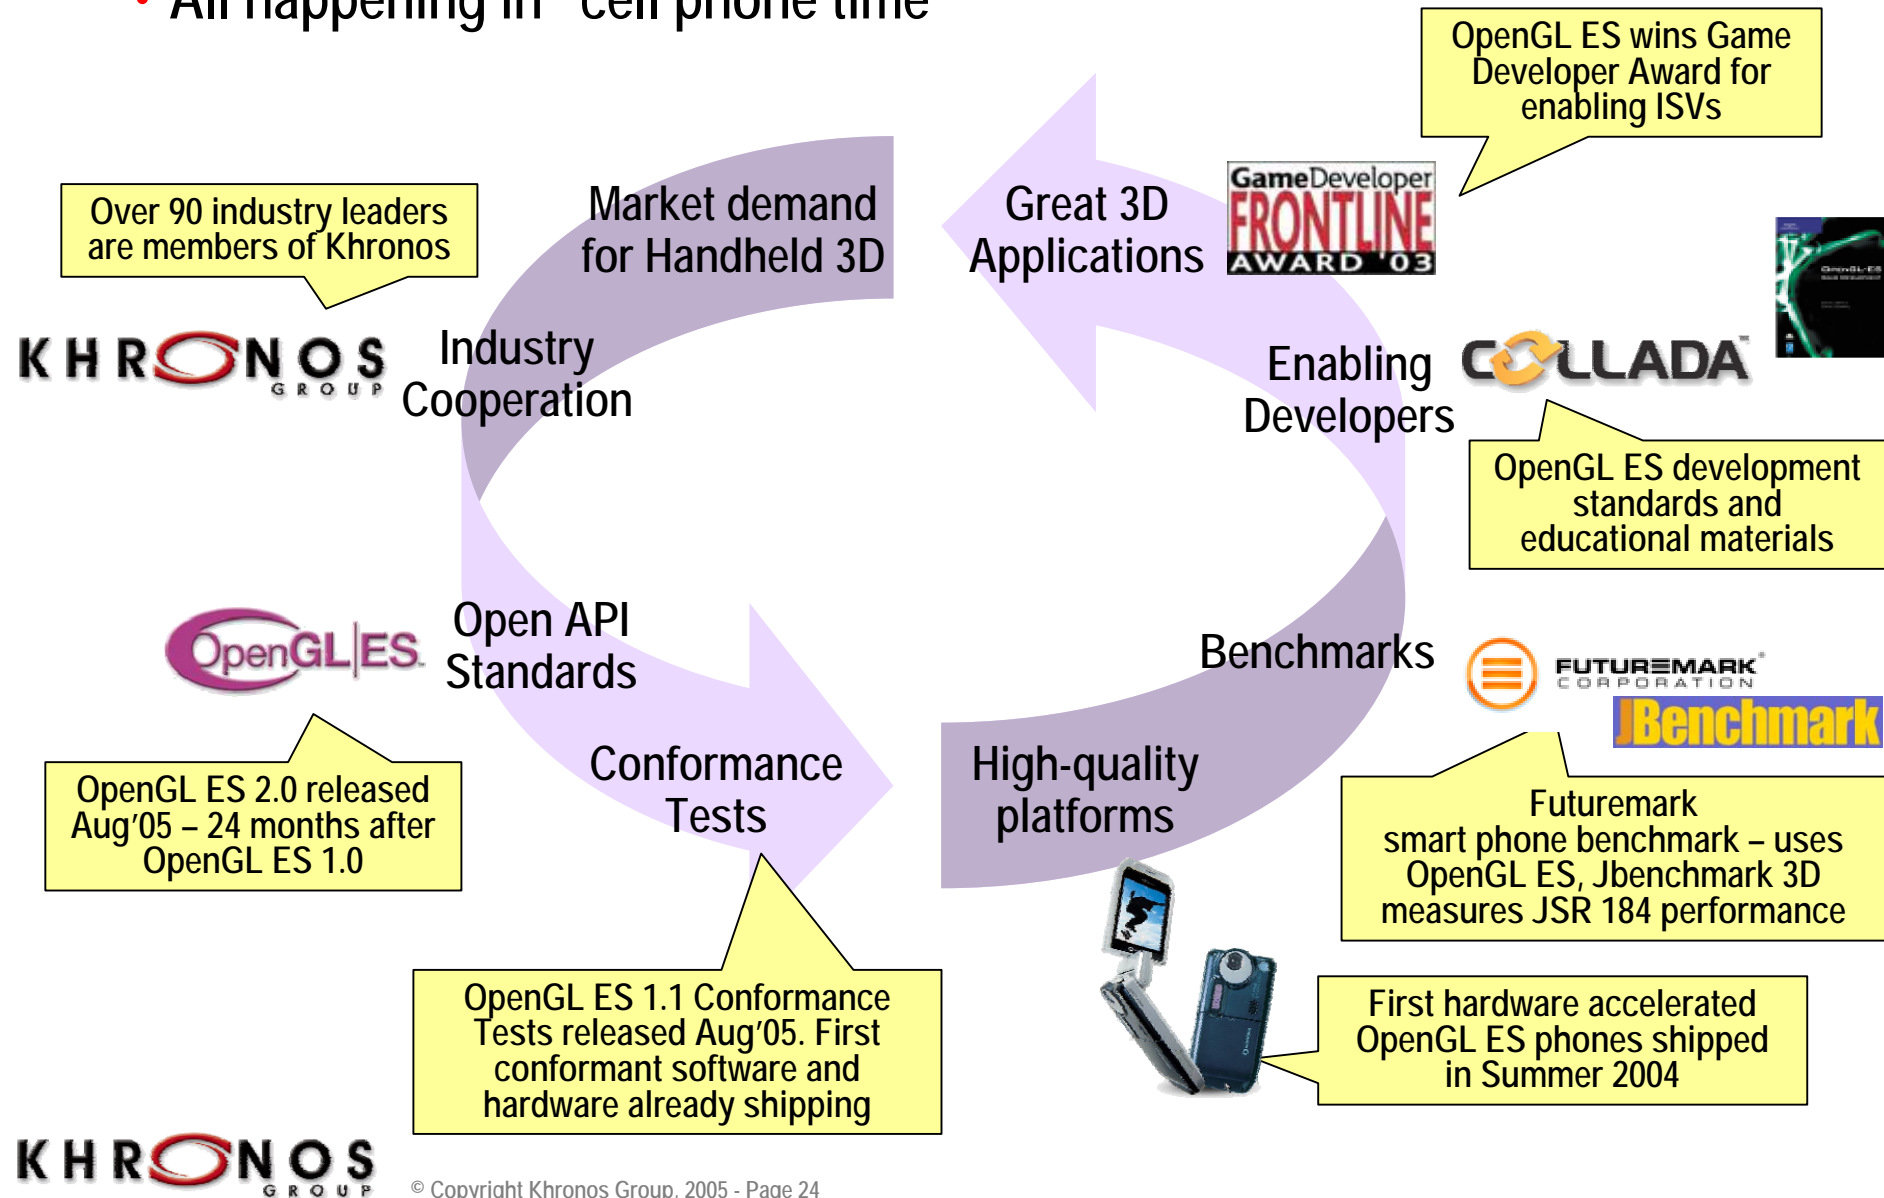 • All happening in "cell phone time"
OpenGL ES wins Game
Developer Award for
enabling ISVs
Over 90 industry leaders
are members of Khronos
Market demand
for Handheld 3D
Great 3D
Applications
GameDeveloper
FRONTLINE
AWARD '03
KHRONOS
GROUP
Industry
Cooperation
Enabling
Developers
COLLADA™
OpenGL ES
OpenGL ES development
standards and
educational materials
OpenGL|ES™
Open API
Standards
Benchmarks
FUTUREMARK®
CORPORATION
JBenchmark
OpenGL ES 2.0 released
Aug'05 – 24 months after
OpenGL ES 1.0
Conformance
Tests
High-quality
platforms
Futuremark
smart phone benchmark – uses
OpenGL ES, Jbenchmark 3D
measures JSR 184 performance
OpenGL ES 1.1 Conformance
Tests released Aug'05. First
conformant software and
hardware already shipping
First hardware accelerated
OpenGL ES phones shipped
in Summer 2004
KHRONOS
GROUP
© Copyright Khronos Group, 2005 - Page 24